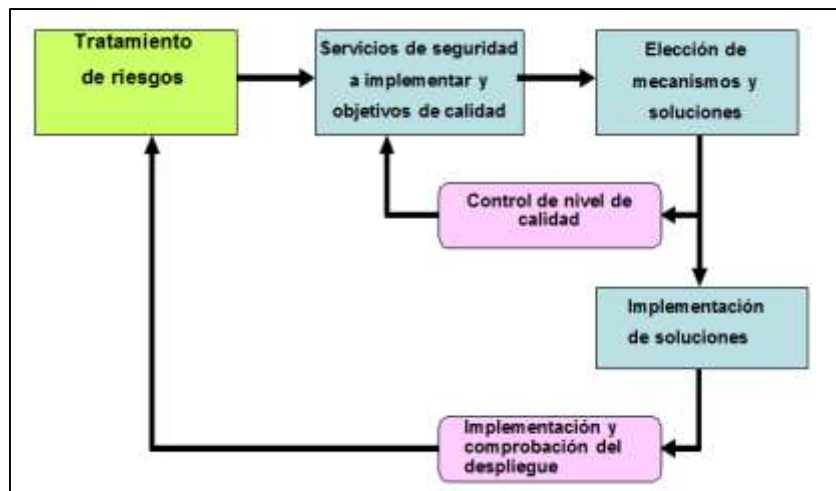 Tratamiento
de riesgos
Servicios de seguridad
a implementar y
objetivos de calidad
Elección de
mecanismos y
soluciones
Control de nivel de
calidad
Implementación
de soluciones
Implementación y
comprobación del
despliegue